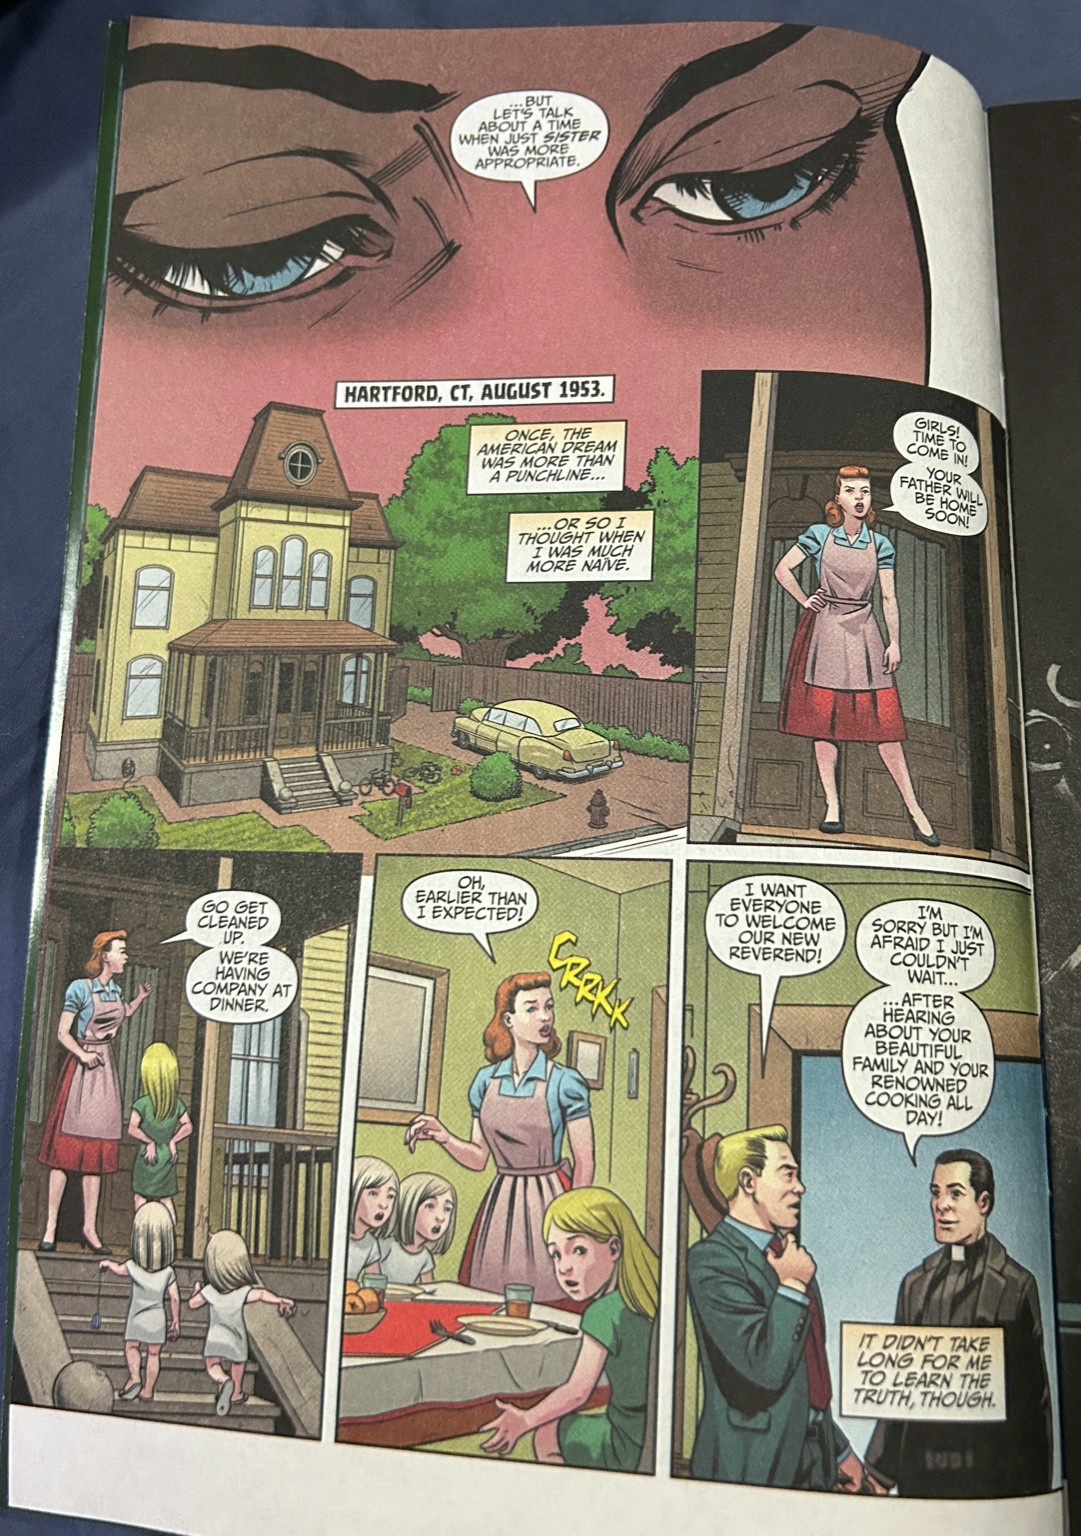 ...BUT
LET'S TALK
ABOUT A TIME
WHEN JUST SISTER
WAS MORE
APPROPRIATE.
HARTFORD, CT, AUGUST 1953.
ONCE, THE
AMERICAN DREAM
WAS MORE THAN
A PUNCHLINE...
...OR SO I
THOUGHT WHEN
I WAS MUCH
MORE NAÏVE.
GIRLS!
TIME TO
COME IN!
YOUR
FATHER WILL
BE HOME
SOON!
GO GET
CLEANED
UP.
WE'RE
HAVING
COMPANY AT
DINNER.
OH,
EARLIER THAN
I EXPECTED!
CRRKK
I WANT
EVERYONE
TO WELCOME
OUR NEW
REVEREND!
I'M
SORRY BUT I'M
AFRAID I JUST
COULDN'T
WAIT...
...AFTER
HEARING
ABOUT YOUR
BEAUTIFUL
FAMILY AND YOUR
RENOWNED
COOKING ALL
DAY!
IT DIDN'T TAKE
LONG FOR ME
TO LEARN THE
TRUTH, THOUGH.